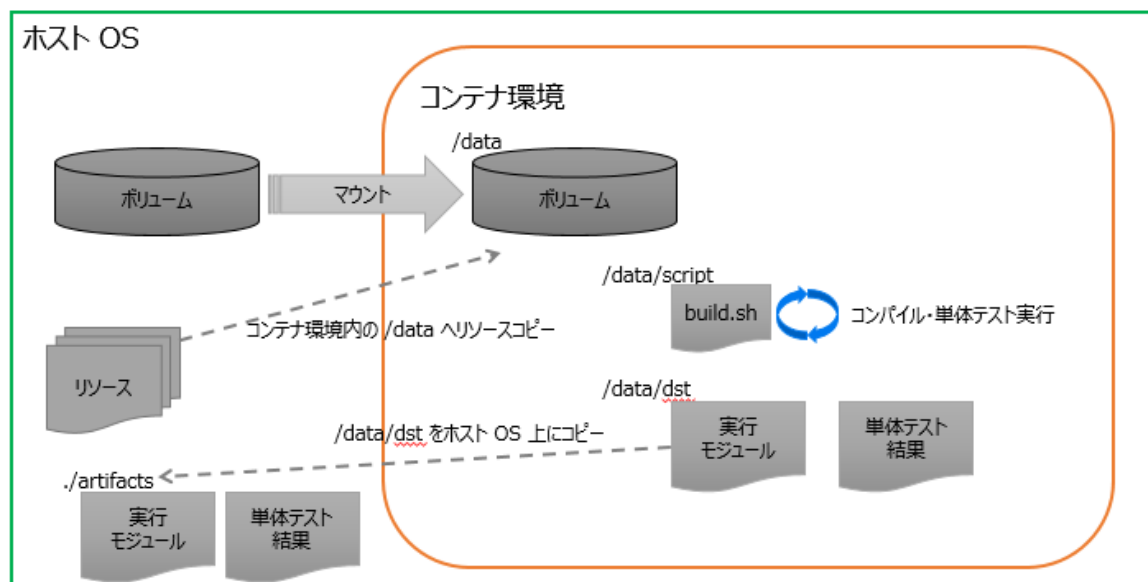 ホスト OS
コンテナ環境
/data
ボリューム
マウント
ボリューム
/data/script
build.sh
コンパイル・単体テスト実行
コンテナ環境内の /data へリソースコピー
リソース
/data/dst
実行
モジュール
単体テスト
結果
/data/dst をホスト OS 上にコピー
./artifacts
実行
モジュール
単体テスト
結果